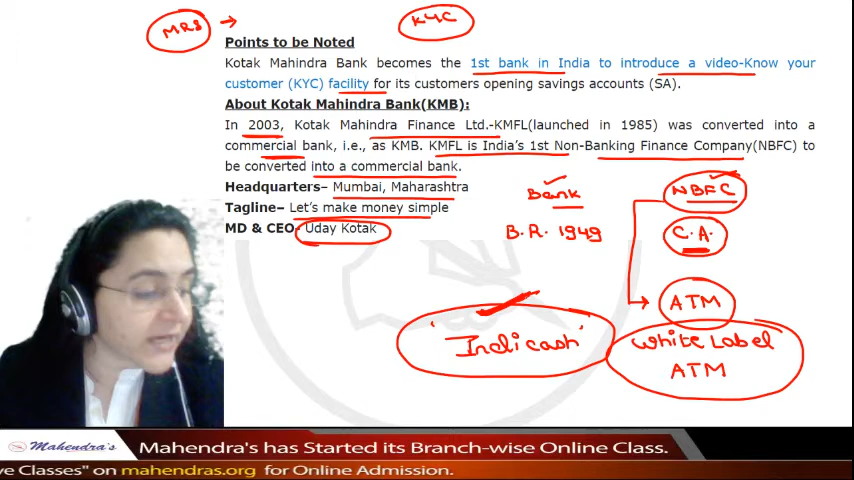 MRS →
KYC
Points to be Noted
Kotak Mahindra Bank becomes the 1st bank in India to introduce a video-Know your
customer (KYC) facility for its customers opening savings accounts (SA).
About Kotak Mahindra Bank(KMB):
In 2003, Kotak Mahindra Finance Ltd.-KMFL(launched in 1985) was converted into a
commercial bank, i.e., as KMB. KMFL is India's 1st Non-Banking Finance Company(NBFC) to
be converted into a commercial bank.
Headquarters– Mumbai, Maharashtra
Tagline– Let's make money simple
MD & CEO- Uday Kotak
Bank
NBFC
B.R. 1949
C.A.
ATM
Indicash
White Label
ATM
Mahendra's
Mahendra's has Started its Branch-wise Online Class.
ve Classes" on mahendras.org for Online Admission.